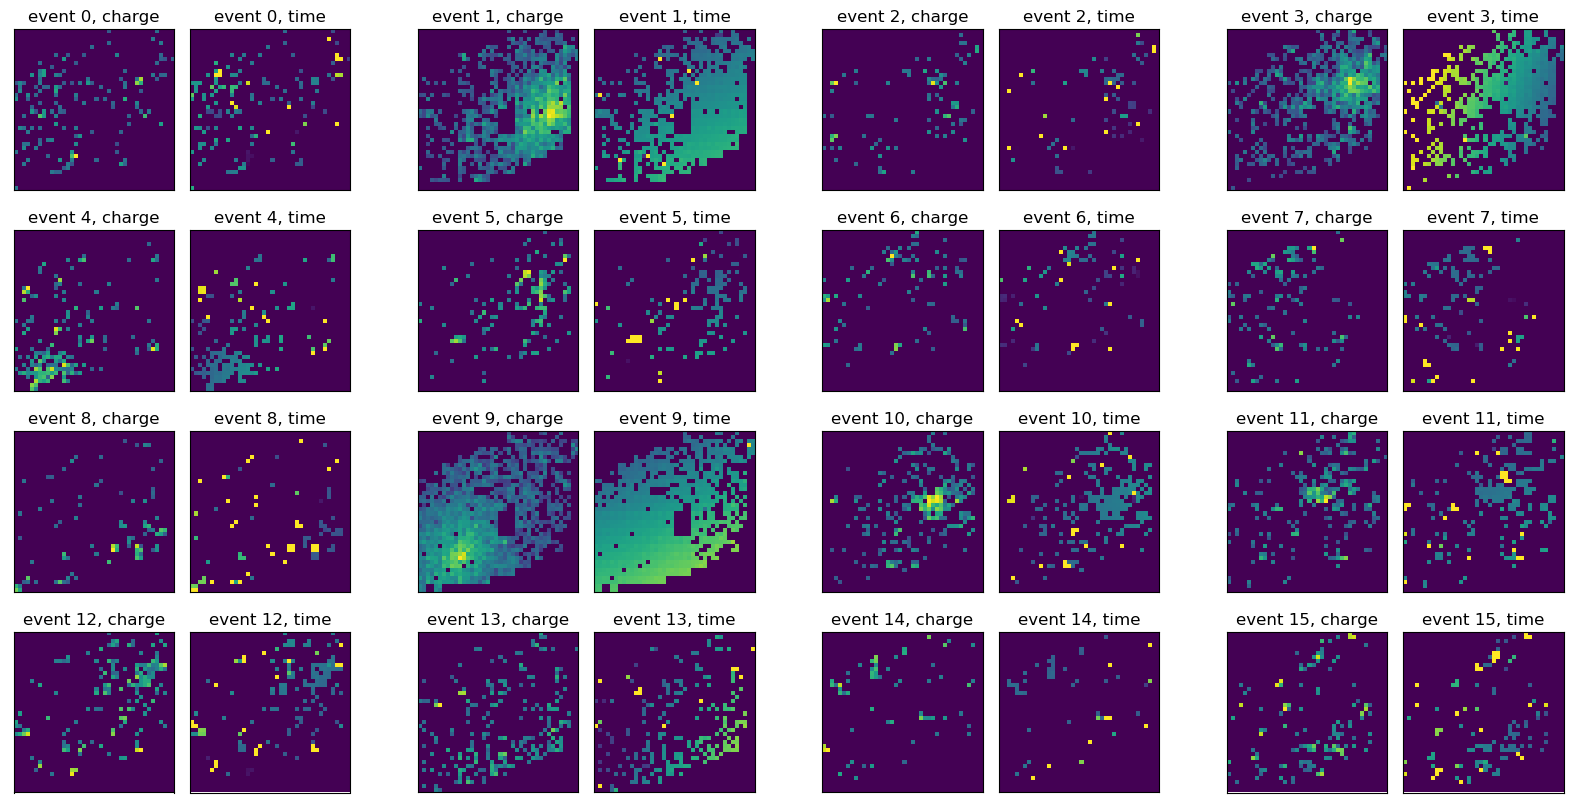 event 0, charge event 0, time event 1, charge event 1, time event 2, charge event 2, time event 3, charge event 3, time
event 4, charge event 4, time event 5, charge event 5, time event 6, charge event 6, time event 7, charge event 7, time
event 8, charge event 8, time event 9, charge event 9, time event 10, charge event 10, time event 11, charge event 11, time
event 12, charge event 12, time event 13, charge event 13, time event 14, charge event 14, time event 15, charge event 15, time